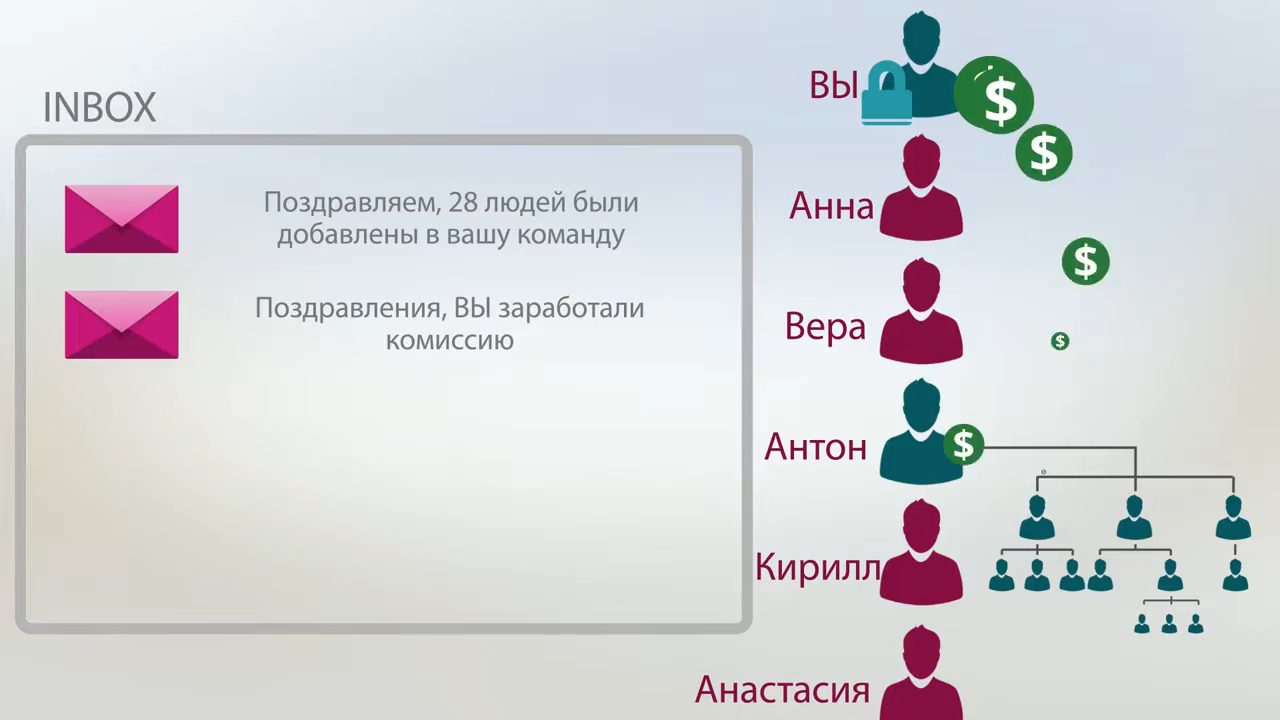 INBOX
Поздравляем, 28 людей были
добавлены в вашу команду
Поздравления, ВЫ заработали
комиссию
ВЫ
$
$
Анна
$
Вера
$
Антон
$
Кирилл
Анастасия